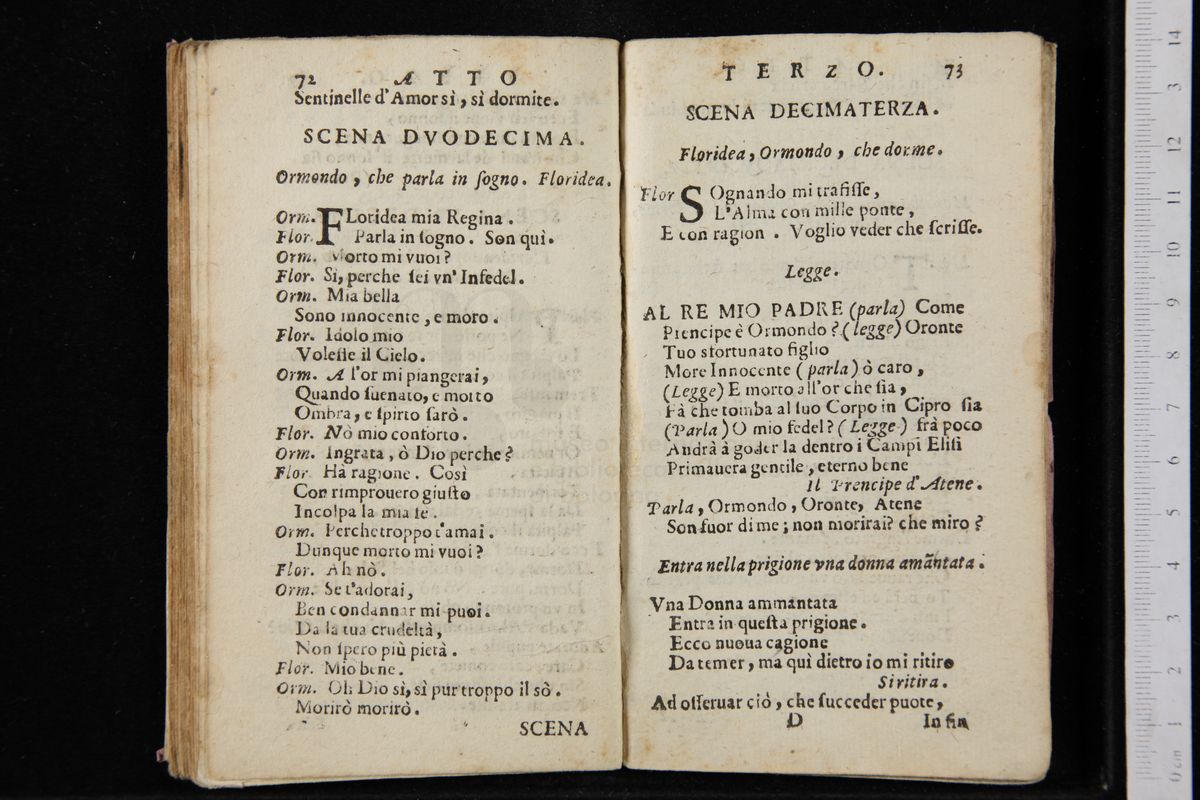 72 ATTO
Sentinelle d'Amor sì, sì dormite.
SCENA DVODECIMA.
Ormondo, che parla in ſogno. Floridea.
Orm. FLoridea mia Regina.
Flor. Parla in ſogno. Son quì.
Orm. Morto mi vuoi?
Flor. Si, perche ſei vn' Infedel.
Orm. Mia bella
Sono innocente, e moro.
Flor. Idolo mio
Voleſſe il Cielo.
Orm. A l'or mi piangerai,
Quando ſuenato, e morto
Ombra, e ſpirto ſarò.
Flor. Nò mio conforto.
Orm. Ingrata, ò Dio perche?
Flor. Hà ragione. Così
Con rimprouero giuſto
Incolpa la mia fè.
Orm. Perche troppo t'amai.
Dunque morto mi vuoi?
Flor. Ah nò.
Orm. Se t'adorai,
Ben condannar mi puoi.
Da la tua crudeltà,
Non ſpero più pietà.
Flor. Mio bene.
Orm. Oh Dio sì, sì pur troppo il sò.
Morirò morirò.
SCENA
TERZO. 73
SCENA DECIMATERZA.
Floridea, Ormondo, che dorme.
Flor SOgnando mi trafiſſe,
L'Alma con mille ponte,
E con ragion. Voglio veder che ſcriſſe.
Legge.
AL RE MIO PADRE (parla) Come
Prencipe è Ormondo? (legge) Oronte
Tuo sfortunato figlio
More Innocente (parla) ò caro,
(Legge) E morto all'or che ſia,
Fà che tomba al ſuo Corpo in Cipro ſia
(Parla) O mio fedel? (Legge) frà poco
Andrà à goder la dentro i Campi Eliſi
Primauera gentile, eterno bene
Il Prencipe d'Atene.
Parla, Ormondo, Oronte, Atene
Son fuor di me; non morirai? che miro?
Entra nella prigione vna donna amãntata.
Vna Donna ammantata
Entra in queſta prigione.
Ecco nuoua cagione
Da temer, ma quì dietro io mi ritiro
Si ritira.
Ad oſſeruar ciò, che ſucceder puote,
D In fin